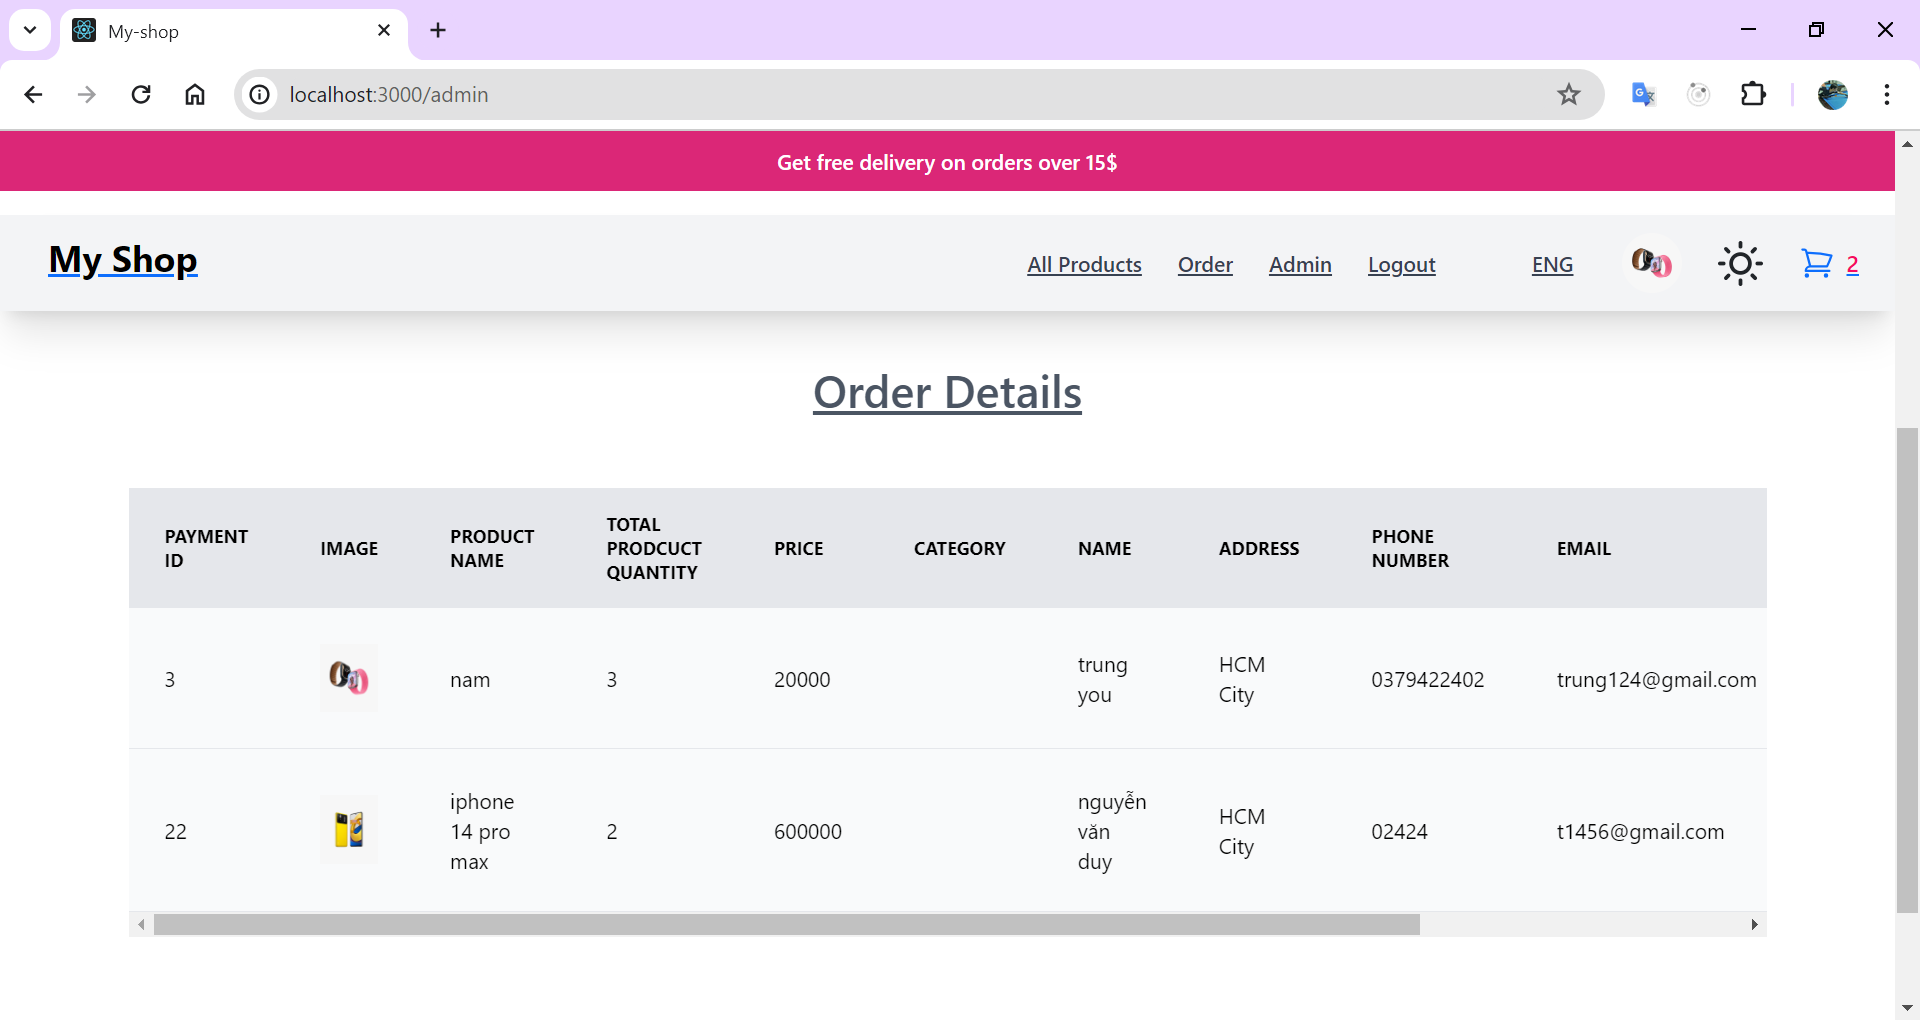 My-shop
localhost:3000/admin
Get free delivery on orders over 15$
My Shop
All Products Order Admin Logout ENG 2
Order Details
PAYMENT ID IMAGE PRODUCT NAME TOTAL PRODCUCT QUANTITY PRICE CATEGORY NAME ADDRESS PHONE NUMBER EMAIL
3 nam 3 20000 trung you HCM City 0379422402 trung124@gmail.com
22 iphone 14 pro max 2 600000 nguyễn văn duy HCM City 02424 t1456@gmail.com